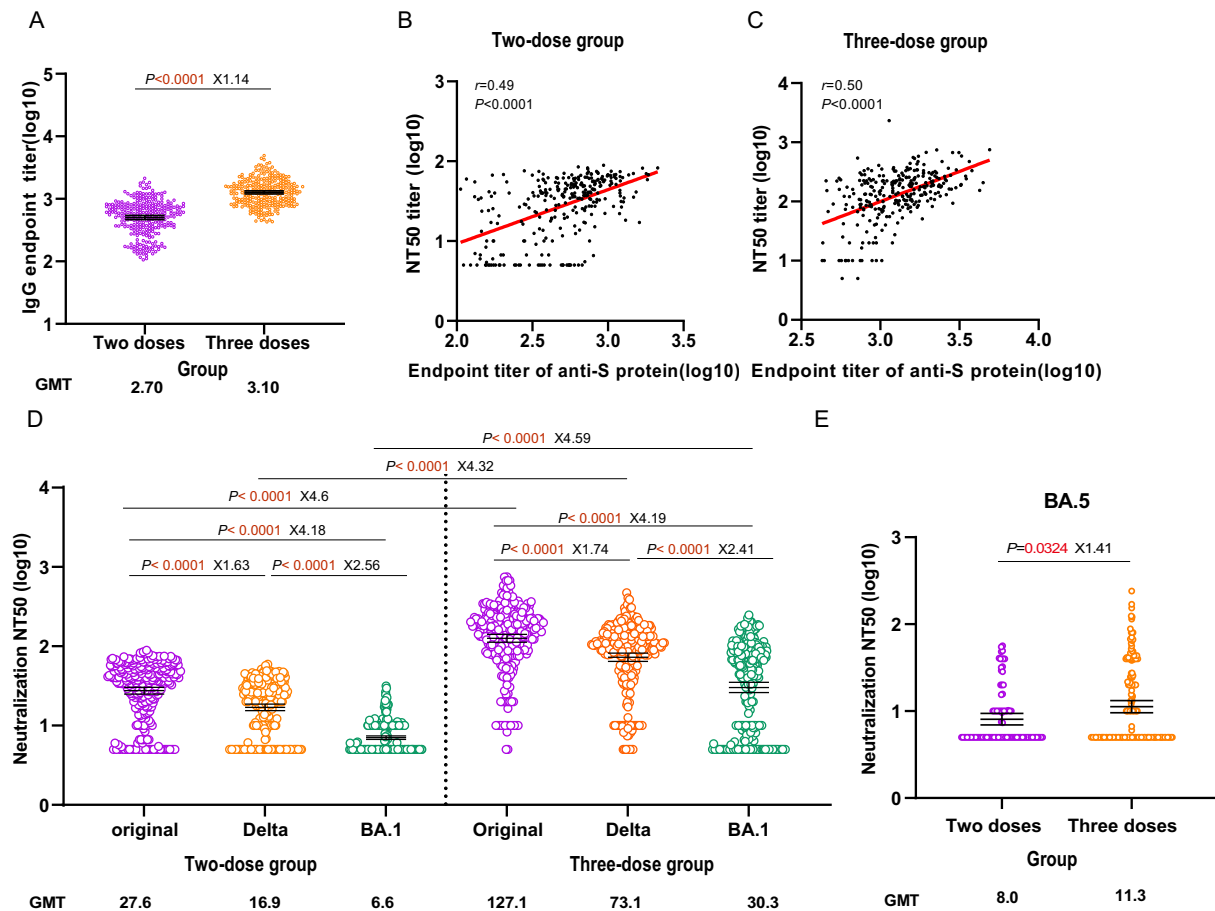 A
P<0.0001 X1.14
IgG endpoint titer(log10)
5
4
3
2
1
Two doses
Three doses
Group
GMT
2.70
3.10
B
Two-dose group
r=0.49
P<0.0001
NT50 titer (log10)
3
2
1
0
2.0
2.5
3.0
3.5
Endpoint titer of anti-S protein(log10)
C
Three-dose group
r=0.50
P<0.0001
NT50 titer (log10)
4
3
2
1
0
2.5
3.0
3.5
4.0
Endpoint titer of anti-S protein(log10)
D
P< 0.0001 X4.59
P< 0.0001 X4.32
P< 0.0001 X4.6
P< 0.0001 X4.18
P< 0.0001 X4.19
P< 0.0001 X1.63
P< 0.0001 X2.56
P< 0.0001 X1.74
P< 0.0001 X2.41
Neutralization NT50 (log10)
4
3
2
1
0
original
Delta
BA.1
Original
Delta
BA.1
Two-dose group
Three-dose group
GMT
27.6
16.9
6.6
127.1
73.1
30.3
E
BA.5
P=0.0324 X1.41
Neutralization NT50 (log10)
3
2
1
0
Two doses
Three doses
Group
GMT
8.0
11.3